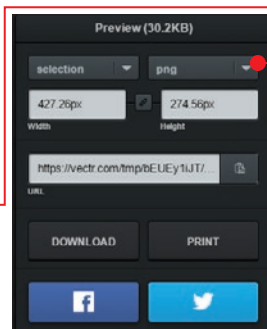 Preview (30.2KB)
selection png
427.26px 274.56px
Width Height
https://vectr.com/tmp/bEUEy1iJT/...
URL
DOWNLOAD PRINT